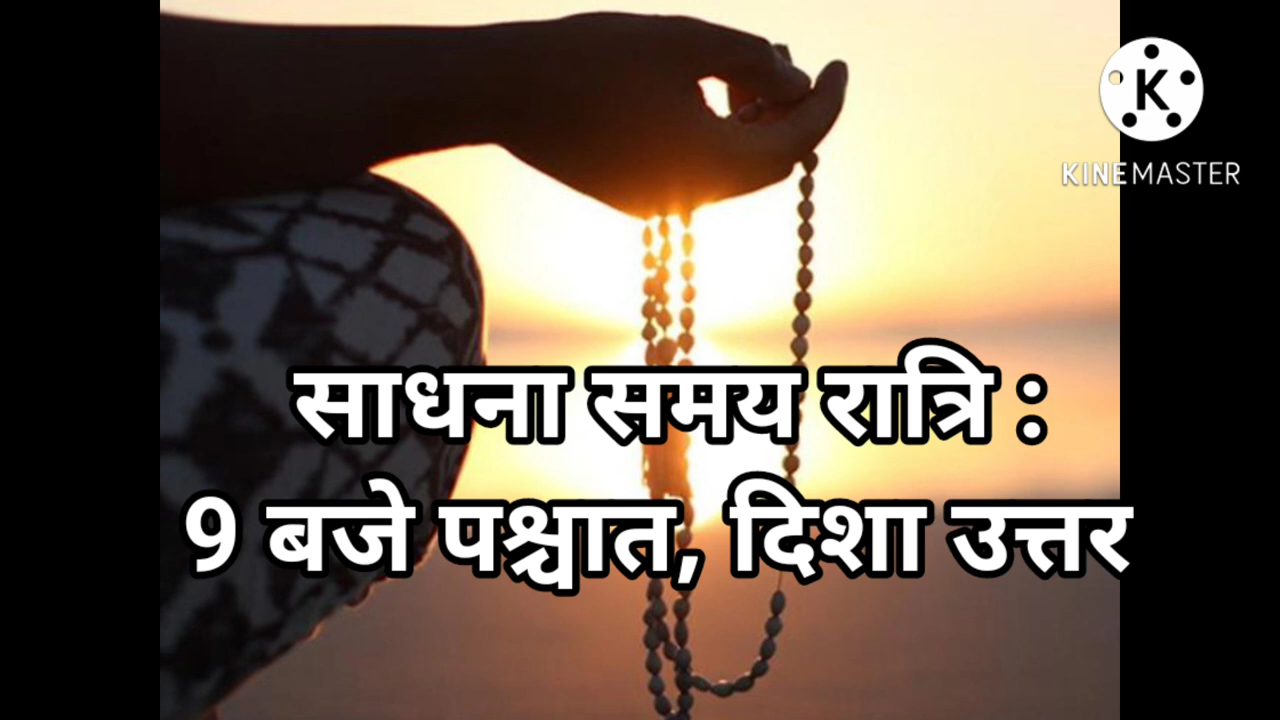 K
KINEMASTER
साधना समय रात्रि :
9 बजे पश्चात, दिशा उत्तर